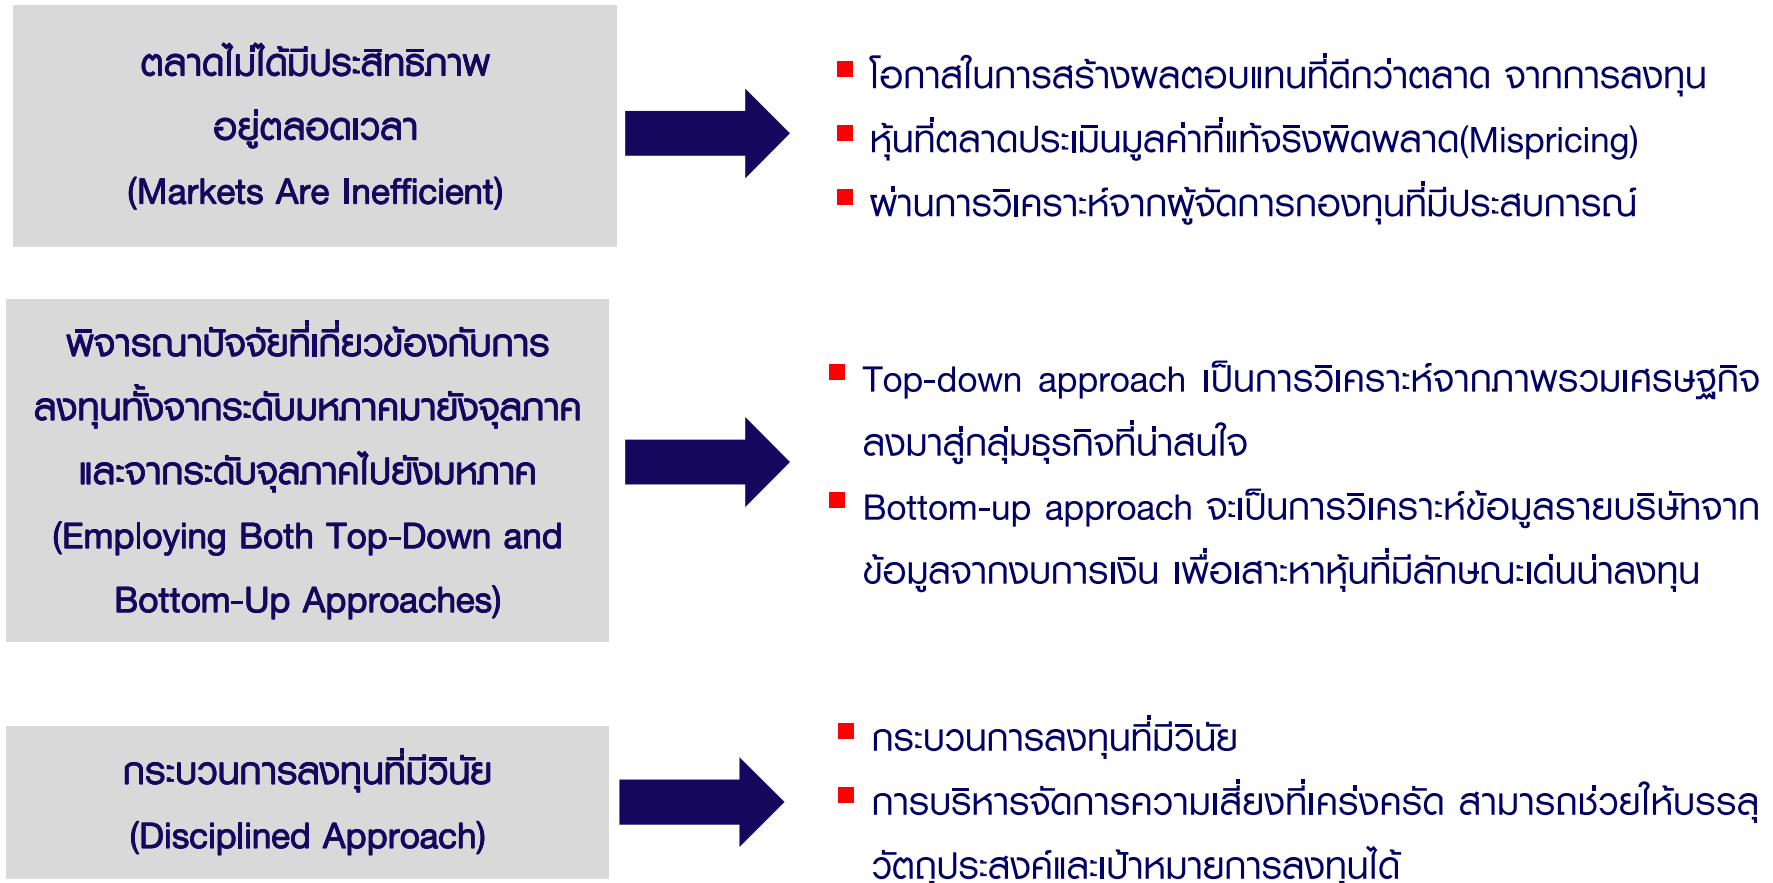 ตลาดไม่ได้มีประสิทธิภาพ
อยู่ตลอดเวลา
(Markets Are Inefficient)
โอกาสในการสร้างผลตอบแทนที่ดีกว่าตลาด จากการลงทุน
หุ้นที่ตลาดประเมินมูลค่าที่แท้จริงผิดพลาด(Mispricing)
ผ่านการวิเคราะห์จากผู้จัดการกองทุนที่มีประสบการณ์
พิจารณาปัจจัยที่เกี่ยวข้องกับการ
ลงทุนทั้งจากระดับมหภาคมายังจุลภาค
และจากระดับจุลภาคไปยังมหภาค
(Employing Both Top-Down and
Bottom-Up Approaches)
Top-down approach เป็นการวิเคราะห์จากภาพรวมเศรษฐกิจ
ลงมาสู่กลุ่มธุรกิจที่น่าสนใจ
Bottom-up approach จะเป็นการวิเคราะห์ข้อมูลรายบริษัทจาก
ข้อมูลจากงบการเงิน เพื่อเสาะหาหุ้นที่มีลักษณะเด่นน่าลงทุน
กระบวนการลงทุนที่มีวินัย
(Disciplined Approach)
กระบวนการลงทุนที่มีวินัย
การบริหารจัดการความเสี่ยงที่เคร่งครัด สามารถช่วยให้บรรลุ
วัตถุประสงค์และเป้าหมายการลงทุนได้